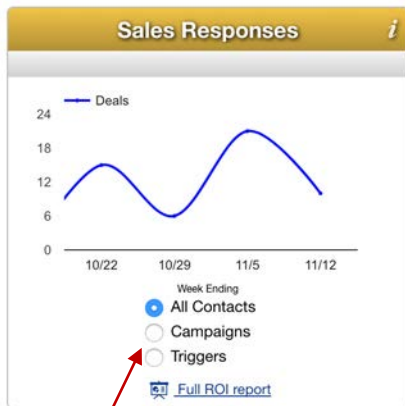 Sales Responses i
Deals
24
18
12
6
0
10/22 10/29 11/5 11/12
Week Ending
All Contacts
Campaigns
Triggers
Full ROI report